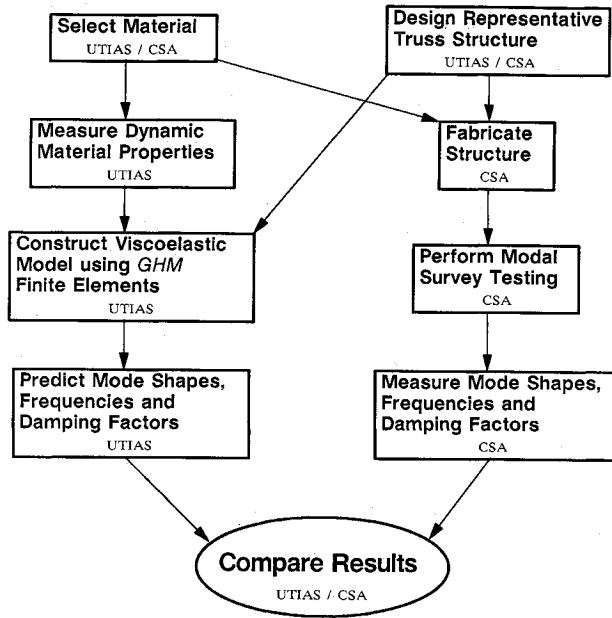 Select Material
UTIAS / CSA
Design Representative
Truss Structure
UTIAS / CSA
Measure Dynamic
Material Properties
UTIAS
Fabricate
Structure
CSA
Construct Viscoelastic
Model using GHM
Finite Elements
UTIAS
Perform Modal
Survey Testing
CSA
Predict Mode Shapes,
Frequencies and
Damping Factors
UTIAS
Measure Mode Shapes,
Frequencies and
Damping Factors
CSA
Compare Results
UTIAS / CSA